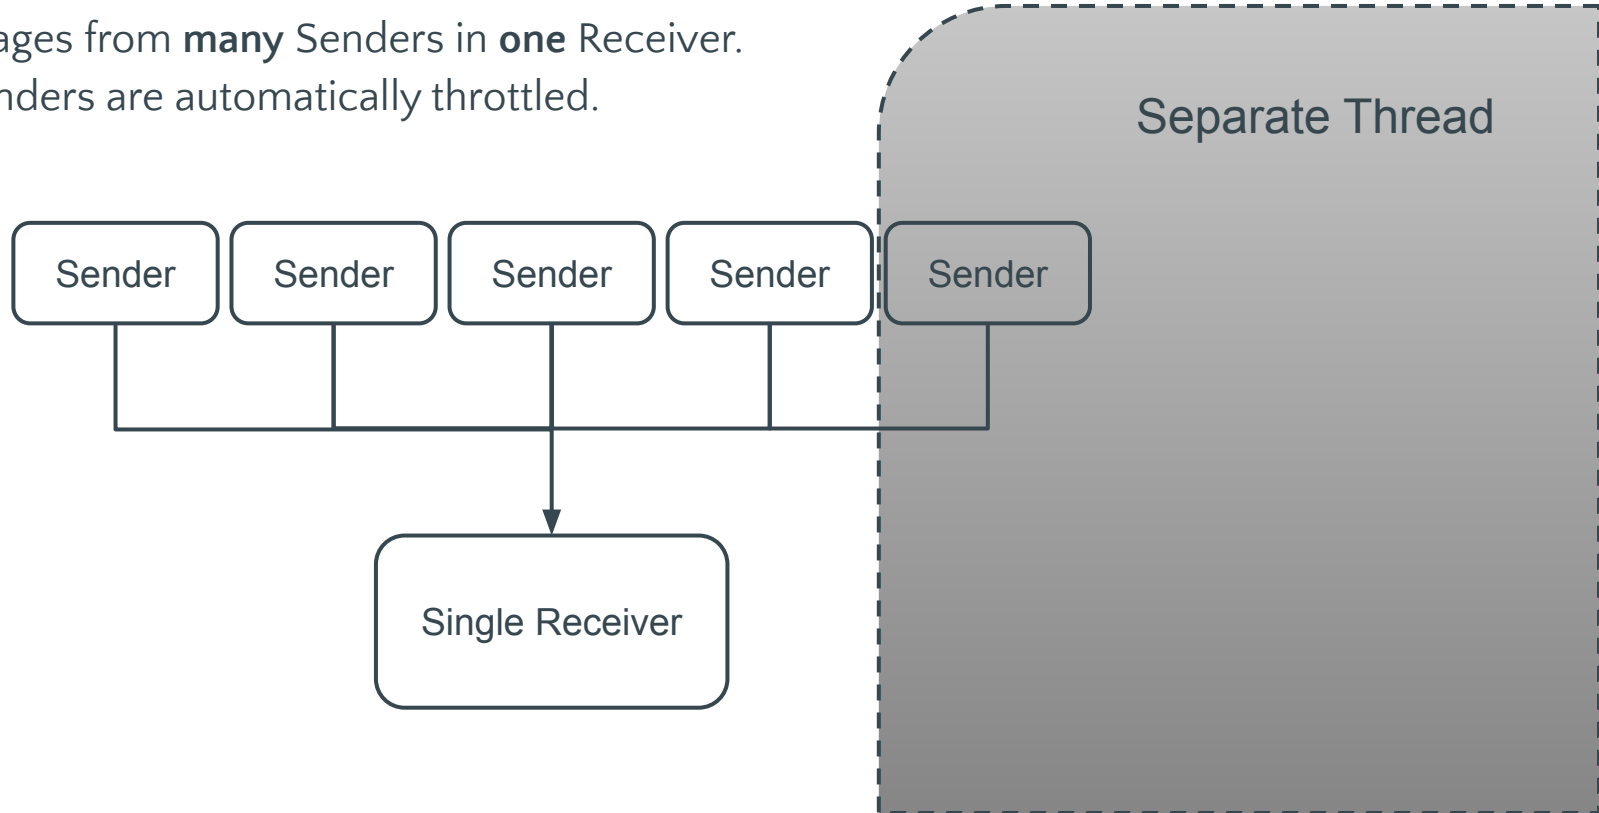 ages from many Senders in one Receiver.
nders are automatically throttled.
Separate Thread
Sender
Sender
Sender
Sender
Sender
Single Receiver